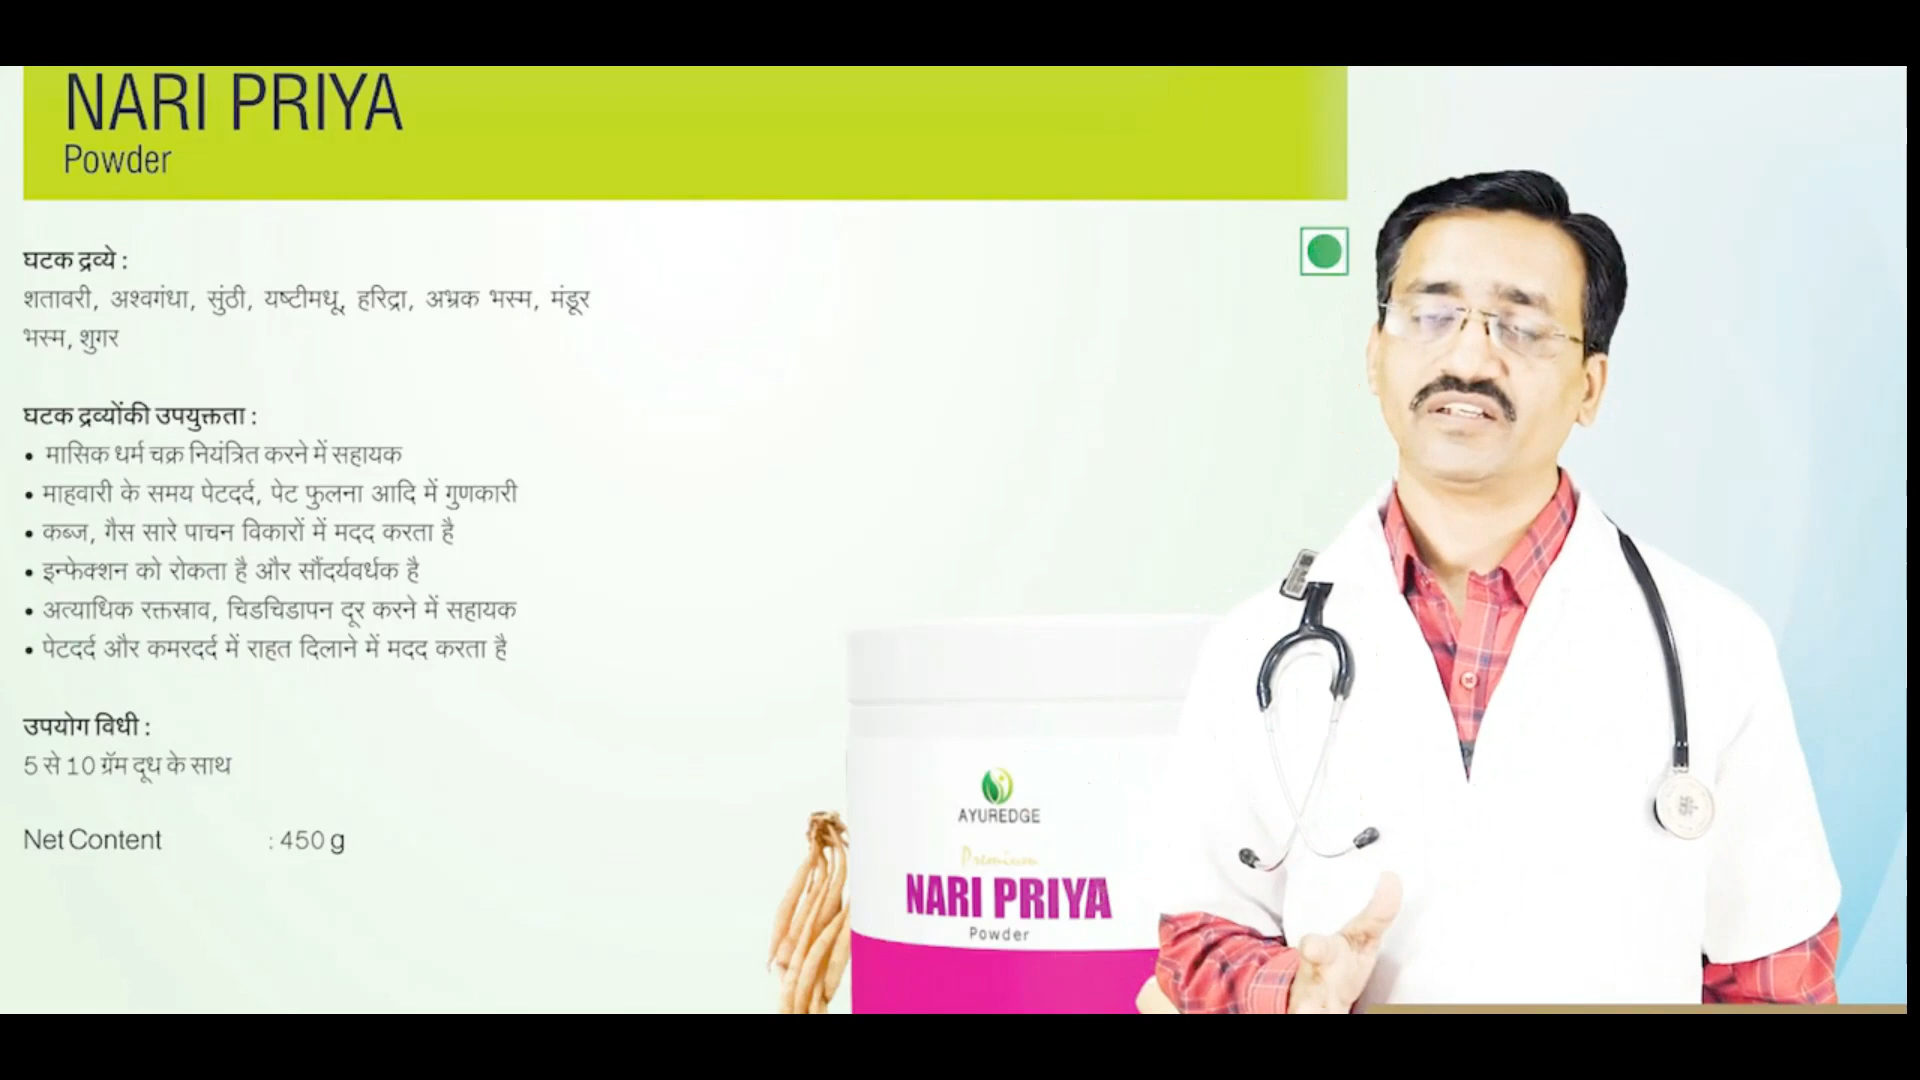 NARI PRIYA
Powder
घटक द्रव्ये :
शतावरी, अश्वगंधा, सुंठी, यष्टीमधू, हरिद्रा, अभ्रक भस्म, मंडूर
भस्म, शुगर
घटक द्रव्योंकी उपयुक्तता :
• मासिक धर्म चक्र नियंत्रित करने में सहायक
• माहवारी के समय पेटदर्द, पेट फुलना आदि में गुणकारी
• कब्ज, गैस सारे पाचन विकारों में मदद करता है
• इन्फेक्शन को रोकता है और सौंदर्यवर्धक है
• अत्याधिक रक्तस्राव, चिडचिडापन दूर करने में सहायक
• पेटदर्द और कमरदर्द में राहत दिलाने में मदद करता है
उपयोग विधी :
5 से 10 ग्रॅम दूध के साथ
Net Content : 450 g
AYUREDGE
Premium
NARI PRIYA
Powder